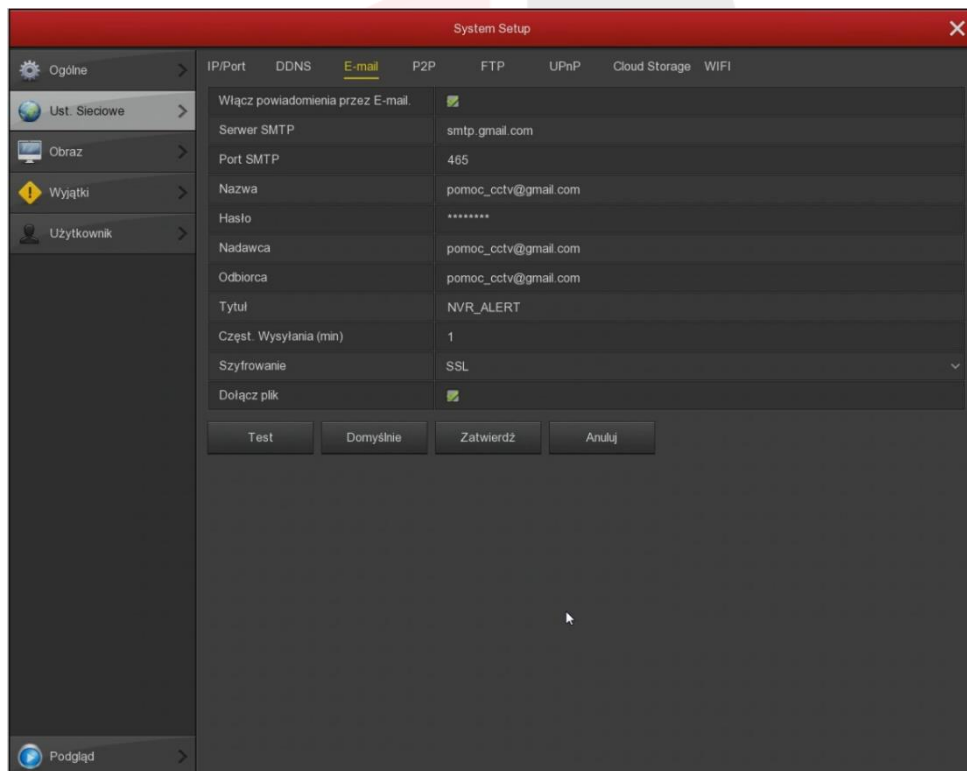 System Setup
Ogólne
Ust. Sieciowe
Obraz
Wyjątki
Użytkownik
Podgląd
IP/Port DDNS E-mail P2P FTP UPnP Cloud Storage WIFI
Włącz powiadomienia przez E-mail.
Serwer SMTP smtp.gmail.com
Port SMTP 465
Nazwa pomoc_cctv@gmail.com
Hasło ********
Nadawca pomoc_cctv@gmail.com
Odbiorca pomoc_cctv@gmail.com
Tytuł NVR_ALERT
Częst. Wysyłania (min) 1
Szyfrowanie SSL
Dołącz plik
Test Domyślnie Zatwierdź Anuluj